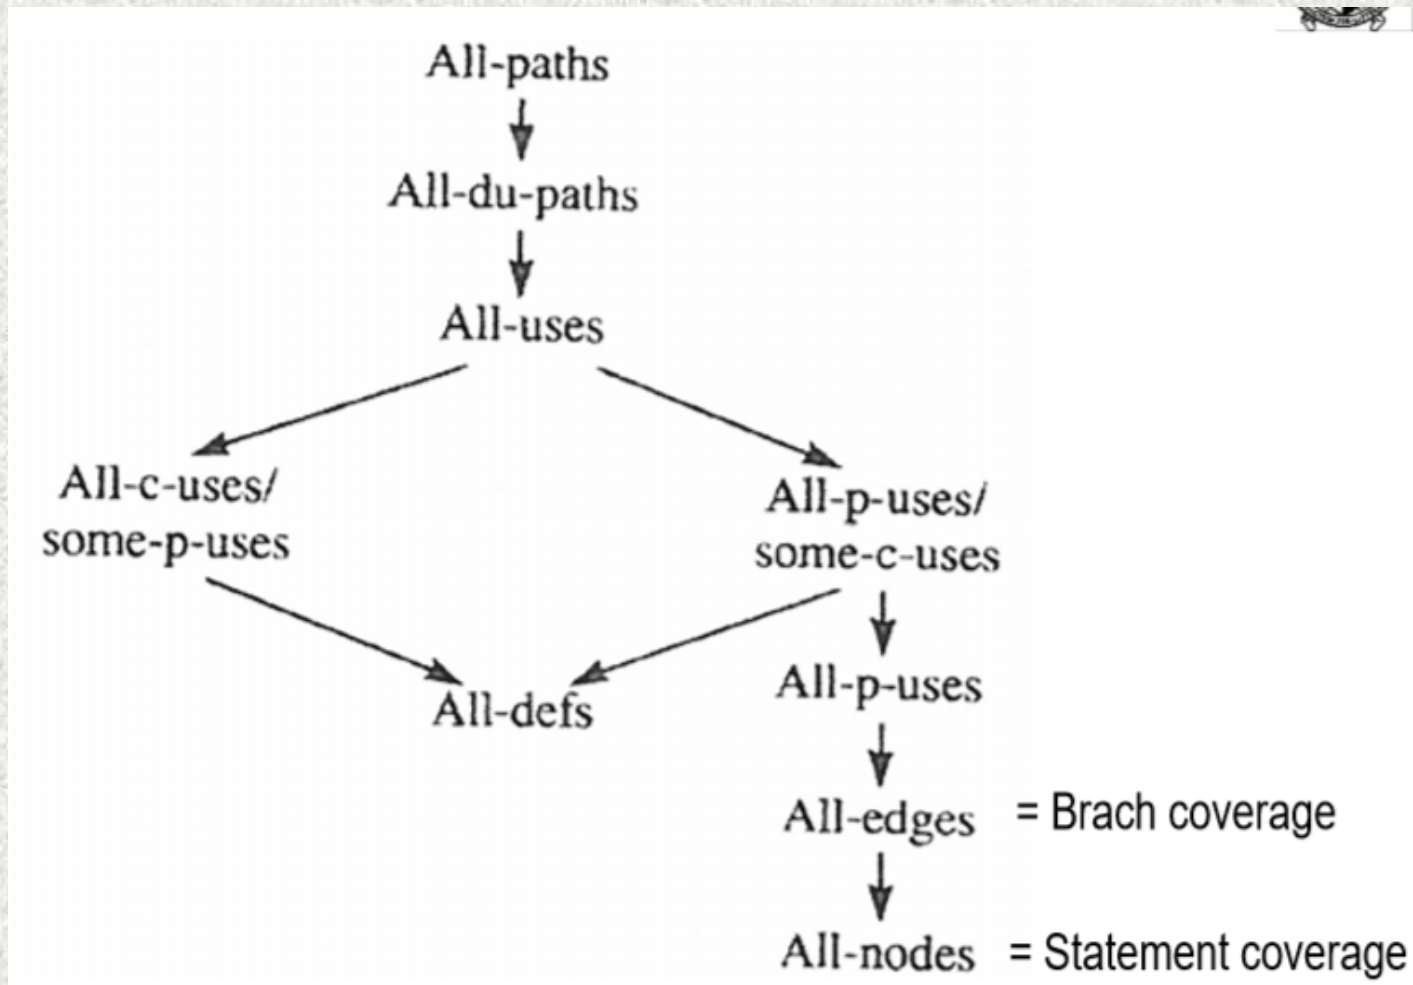 All-paths
All-du-paths
All-uses
All-c-uses/
some-p-uses
All-p-uses/
some-c-uses
All-defs
All-p-uses
All-edges = Brach coverage
All-nodes = Statement coverage